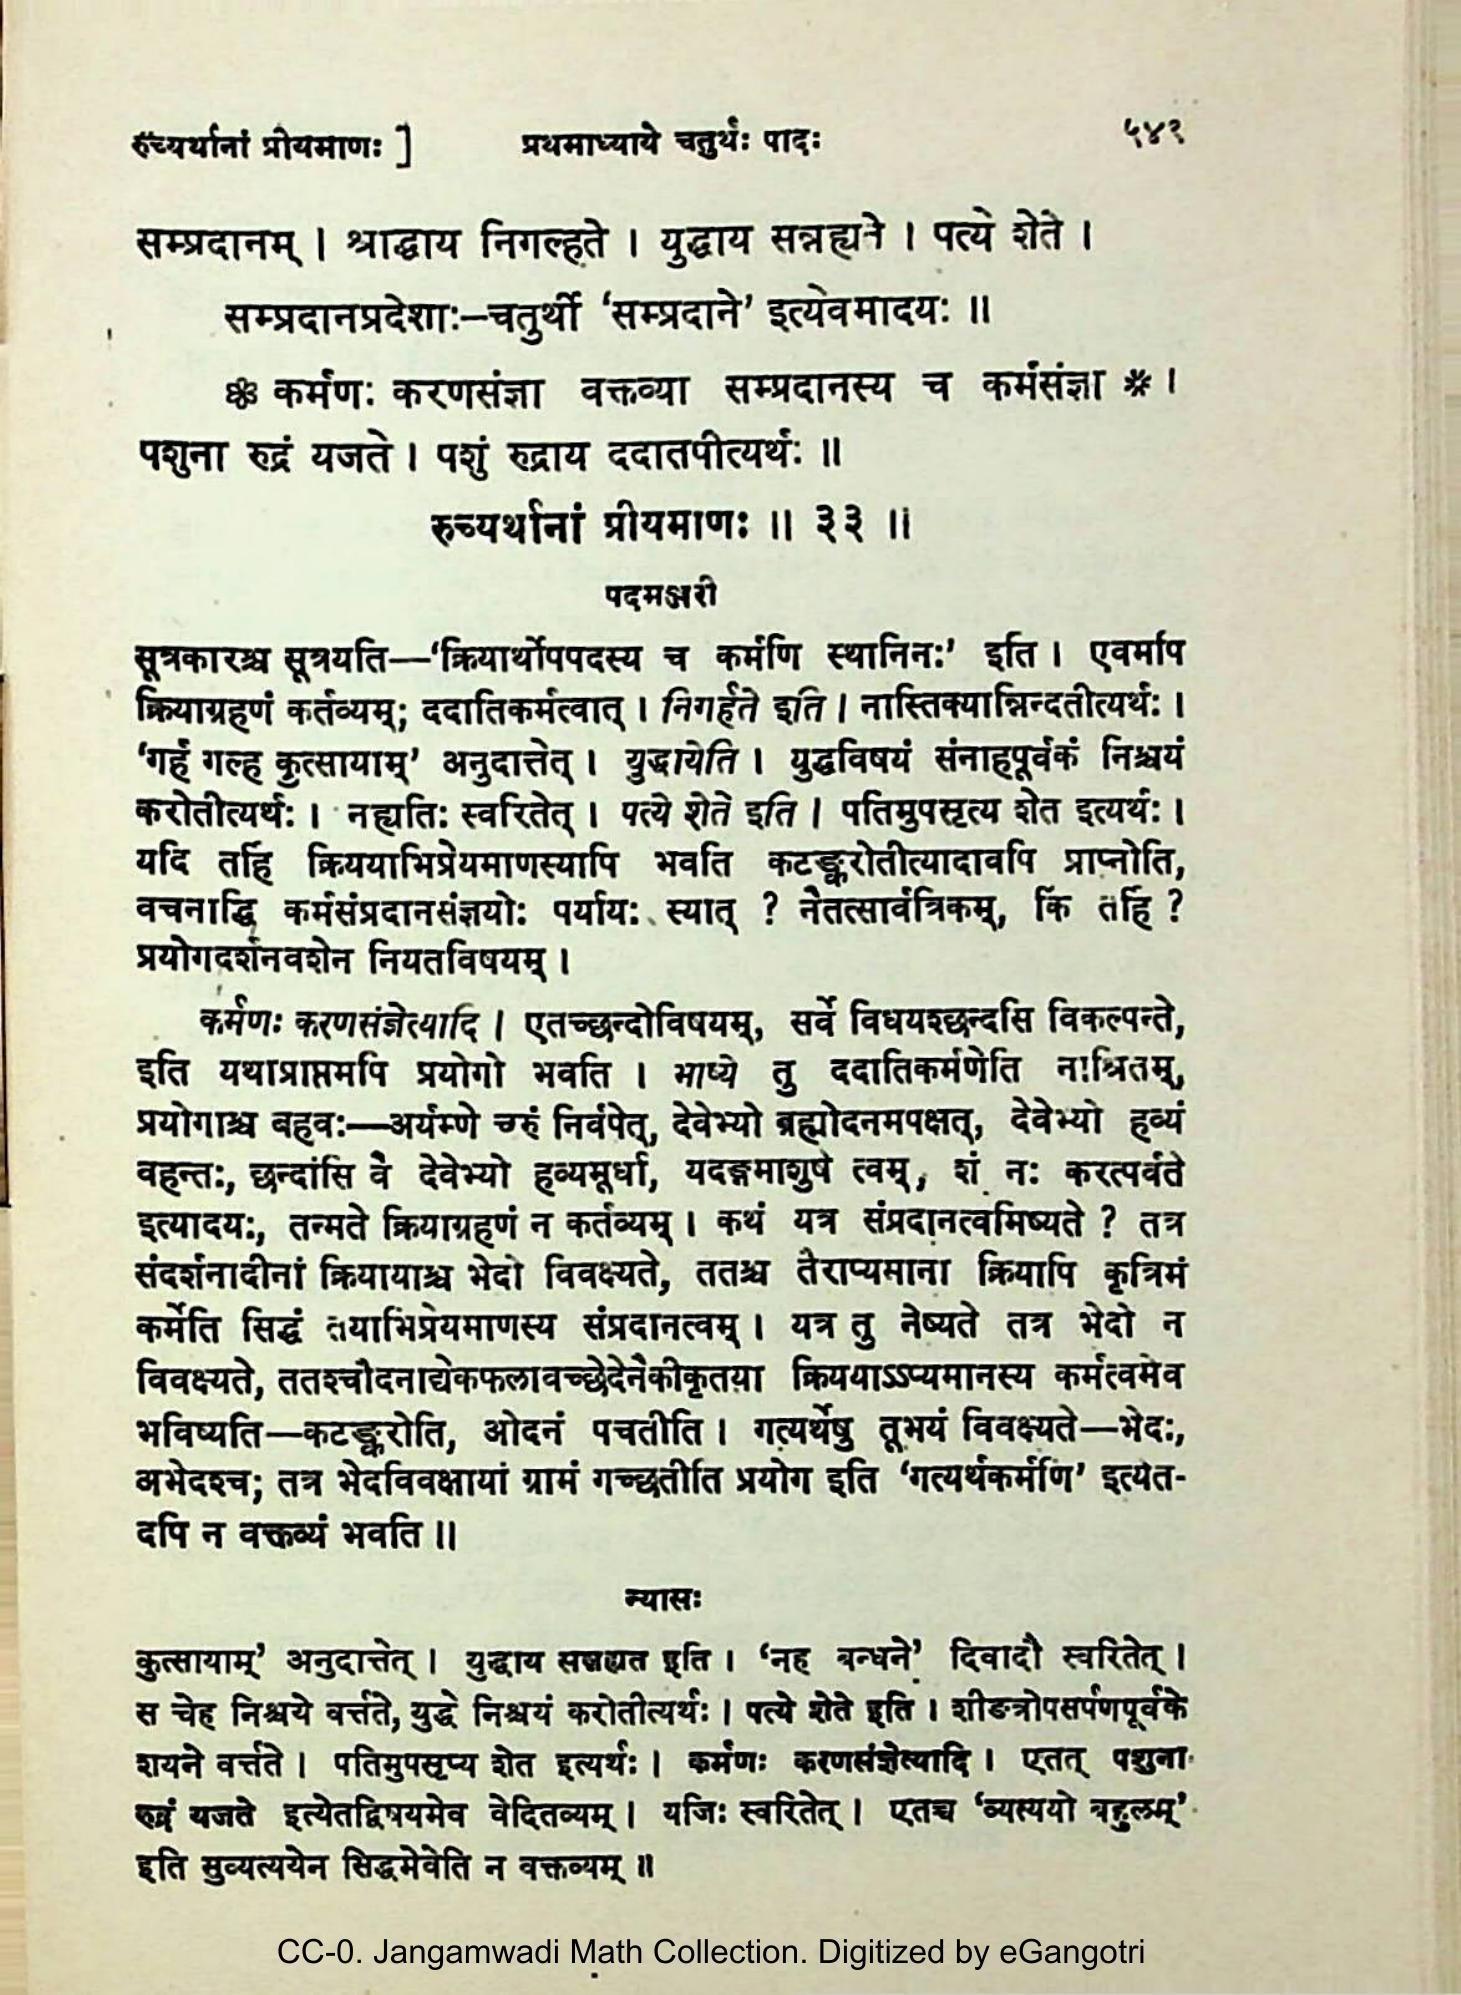 रुच्यर्थानां प्रीयमाणः ] प्रथमाध्याये चतुर्थः पादः ५४१
सम्प्रदानम् । श्राद्धाय निगल्हते । युद्धाय सन्नह्यते । पत्ये शेते ।
सम्प्रदानप्रदेशाः—चतुर्थी ‘सम्प्रदाने’ इत्येवमादयः ॥
❀ कर्मणः करणसंज्ञा वक्तव्या सम्प्रदानस्य च कर्मसंज्ञा * ।
पशुना रुद्रं यजते । पशुं रुद्राय ददातपीत्यर्थः ॥
रुच्यर्थानां प्रीयमाणः ॥ ३३ ॥
पदमञ्जरी
सूत्रकारश्च सूत्रयति—‘क्रियार्थोपपदस्य च कर्मणि स्थानिनः’ इति । एवमपि
क्रियाग्रहणं कर्तव्यम्; ददातिकर्मत्वात् । निगर्हते इति । नास्तिक्यान्निन्दतीत्यर्थः ।
‘गर्ह गल्ह कुत्सायाम्’ अनुदात्तेत् । युद्धायेति । युद्धविषयं संनाहपूर्वकं निश्चयं
करोतीत्यर्थः । नह्यतिः स्वरितेत् । पत्ये शेते इति । पतिमुपसृत्य शेत इत्यर्थः ।
यदि तर्हि क्रिययाभिप्रेयमाणस्यापि भवति कटङ्करोतीत्यादावपि प्राप्नोति,
वचनाद्धि कर्मसंप्रदानसंज्ञयोः पर्यायः स्यात् ? नैतत्सार्वत्रिकम्, किं तर्हि ?
प्रयोगदर्शनवशेन नियतविषयम् ।
कर्मणः करणसंज्ञेत्यादि । एतच्छन्दोविषयम्, सर्वे विधयश्छन्दसि विकल्पन्ते,
इति यथाप्राप्तमपि प्रयोगो भवति । भाष्ये तु ददातिकर्मणेति नाश्रितम्,
प्रयोगाश्च बहवः—अर्यम्णे चरुं निर्वपेत्, देवेभ्यो ब्रह्मोदनमपक्षत्, देवेभ्यो हव्यं
वहन्तः, छन्दांसि वै देवेभ्यो हव्यमूर्धा, यदङ्गमाशुषे त्वम्, शं नः करत्पर्वते
इत्यादयः, तन्मते क्रियाग्रहणं न कर्तव्यम् । कथं यत्र संप्रदानत्वमिष्यते ? तत्र
संदर्शनादीनां क्रियायाश्च भेदो विवक्ष्यते, ततश्च तैराप्यमाना क्रियापि कृत्रिमं
कर्मेति सिद्धं तयाभिप्रेयमाणस्य संप्रदानत्वम् । यत्र तु नेष्यते तत्र भेदो न
विवक्ष्यते, ततश्चौदनाद्येकफलावच्छेदेनैकीकृतया क्रिययाऽऽप्यमानस्य कर्मत्वमेव
भविष्यति—कटङ्करोति, ओदनं पचतीति । गत्यर्थेषु तूभयं विवक्ष्यते—भेदः,
अभेदश्च; तत्र भेदविवक्षायां ग्रामं गच्छतीति प्रयोग इति ‘गत्यर्थकर्मणि’ इत्येत-
दपि न वक्तव्यं भवति ॥
न्यासः
कुत्सायाम्’ अनुदात्तेत् । युद्धाय सन्नह्यत इति । ‘नह बन्धने’ दिवादौ स्वरितेत् ।
स चेह निश्चये वर्त्तते, युद्धे निश्चयं करोतीत्यर्थः । पत्ये शेते इति । शीङत्रोपसर्पणपूर्वके
शयने वर्त्तते । पतिमुपसृप्य शेत इत्यर्थः । कर्मणः करणसंज्ञेत्यादि । एतत् पशुना
रुद्रं यजते इत्येतद्विषयमेव वेदितव्यम् । यजिः स्वरितेत् । एतच्च ‘व्यत्ययो बहुलम्’
इति सुव्यत्ययेन सिद्धमेवेति न वक्तव्यम् ॥
CC-0. Jangamwadi Math Collection. Digitized by eGangotri